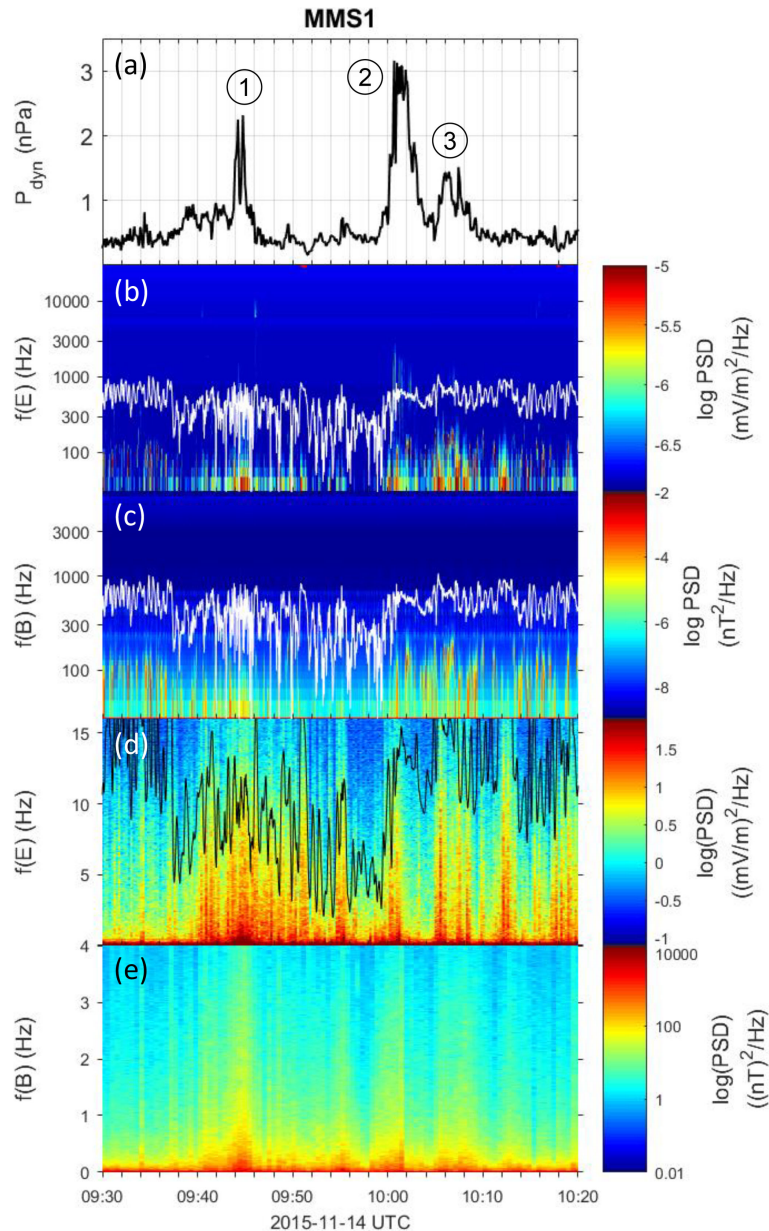 MMS1
(a)
1
2
3
3
2
1
P_dyn (nPa)
(b)
10000
3000
1000
300
100
f(E) (Hz)
-5
-5.5
-6
-6.5
log PSD
(mV/m)²/Hz)
(c)
3000
1000
300
100
f(B) (Hz)
-2
-4
-6
-8
log PSD
(nT²/Hz)
(d)
15
10
5
0
f(E) (Hz)
1.5
1
0.5
0
-0.5
-1
log(PSD)
((mV/m)²/Hz)
(e)
4
3
2
1
0
f(B) (Hz)
10000
100
1
0.01
log(PSD)
((nT)²/Hz)
09:30 09:40 09:50 10:00 10:10 10:20
2015-11-14 UTC